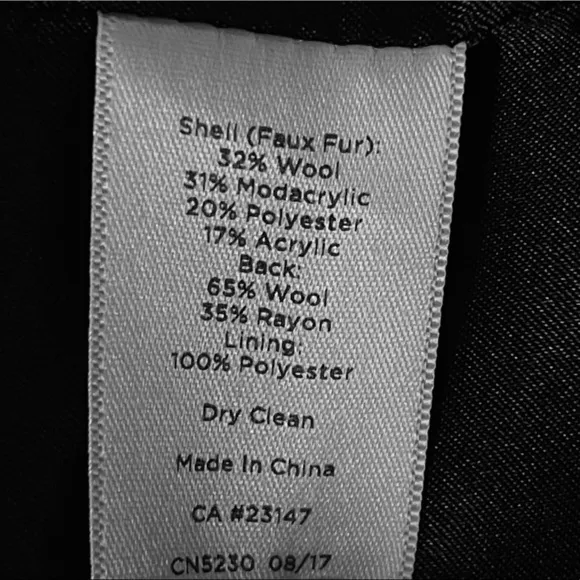 Shell (Faux Fur):
32% Wool
31% Modacrylic
20% Polyester
17% Acrylic
Back:
65% Wool
35% Rayon
Lining:
100% Polyester
Dry Clean
Made In China
CA #23147
CN5230 08/17